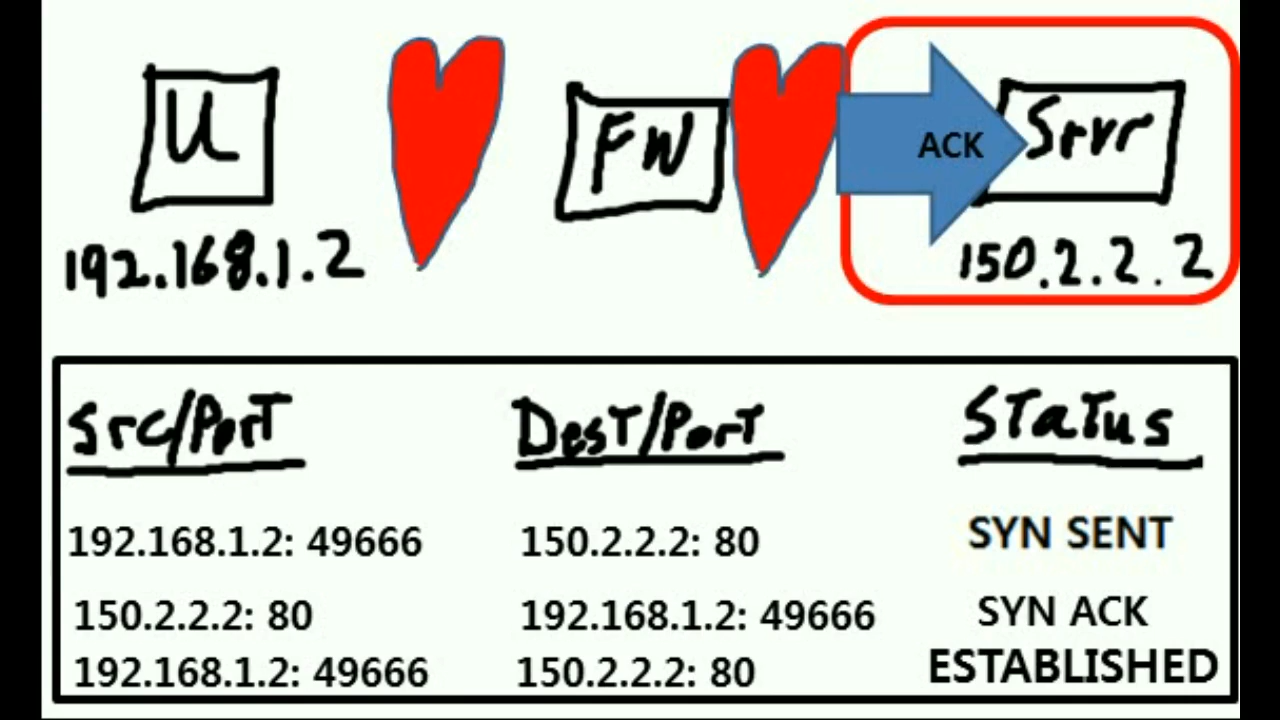 U FW ACK Srvr
192.168.1.2 150.2.2.2
Src/Port Dest/Port Status
192.168.1.2: 49666 150.2.2.2: 80 SYN SENT
150.2.2.2: 80 192.168.1.2: 49666 SYN ACK
192.168.1.2: 49666 150.2.2.2: 80 ESTABLISHED